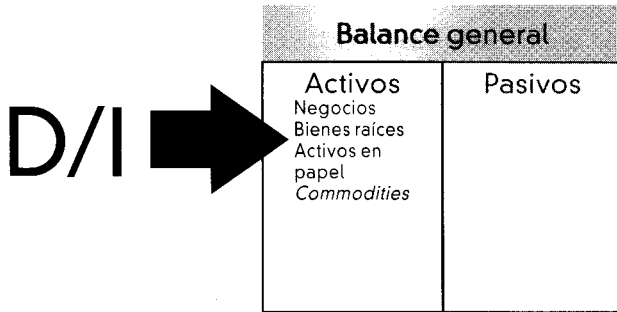 Balance general
D/I
Activos
Negocios
Bienes raíces
Activos en
papel
Commodities
Pasivos